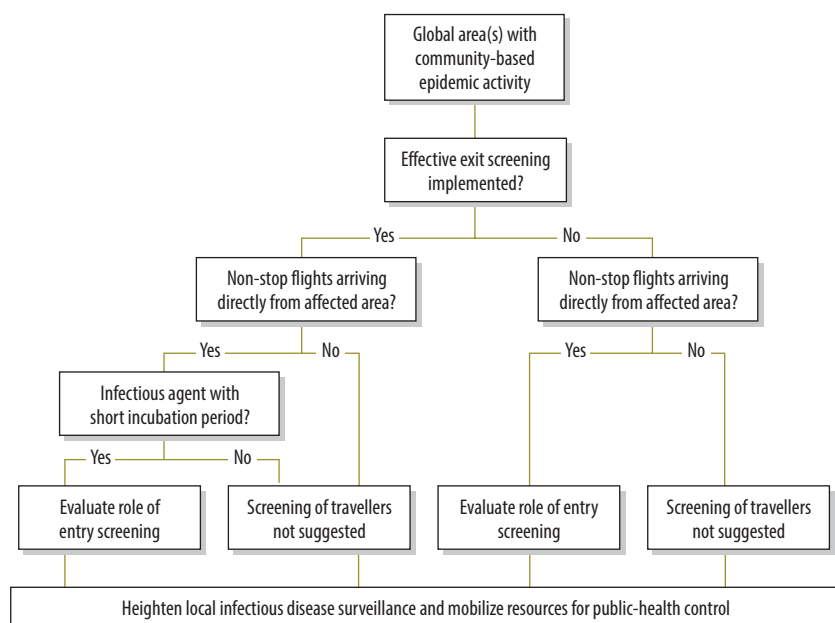 Global area(s) with
community-based
epidemic activity
Effective exit screening
implemented?
Yes
No
Non-stop flights arriving
directly from affected area?
Non-stop flights arriving
directly from affected area?
Yes
No
Yes
No
Infectious agent with
short incubation period?
Yes
No
Evaluate role of
entry screening
Screening of travellers
not suggested
Evaluate role of entry
screening
Screening of travellers
not suggested
Heighten local infectious disease surveillance and mobilize resources for public-health control